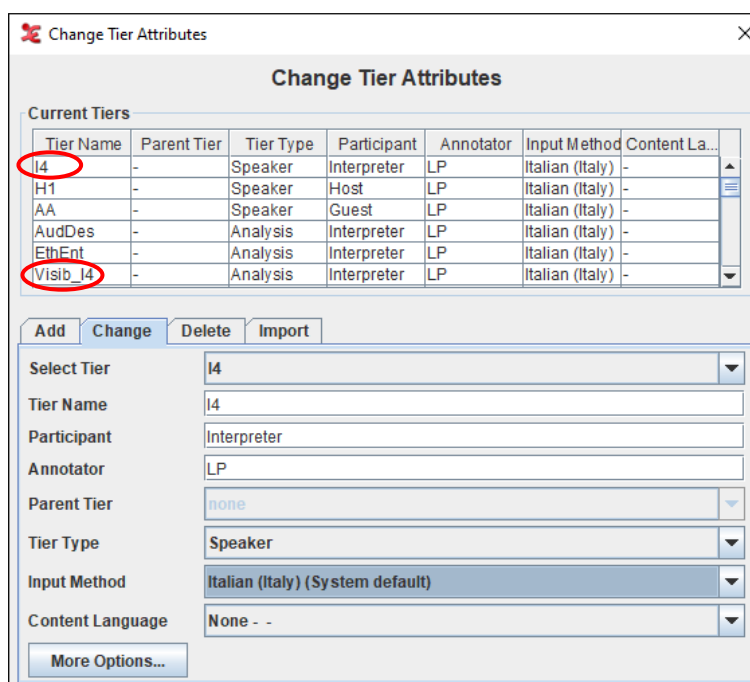 Change Tier Attributes
Change Tier Attributes
Current Tiers
Tier Name Parent Tier Tier Type Participant Annotator Input Method Content La...
I4 - Speaker Interpreter LP Italian (Italy) -
H1 - Speaker Host LP Italian (Italy) -
AA - Speaker Guest LP Italian (Italy) -
AudDes - Analysis Interpreter LP Italian (Italy) -
EthEnt - Analysis Interpreter LP Italian (Italy) -
Visib_I4 - Analysis Interpreter LP Italian (Italy) -
Add Change Delete Import
Select Tier I4
Tier Name I4
Participant Interpreter
Annotator LP
Parent Tier none
Tier Type Speaker
Input Method Italian (Italy) (System default)
Content Language None - -
More Options...